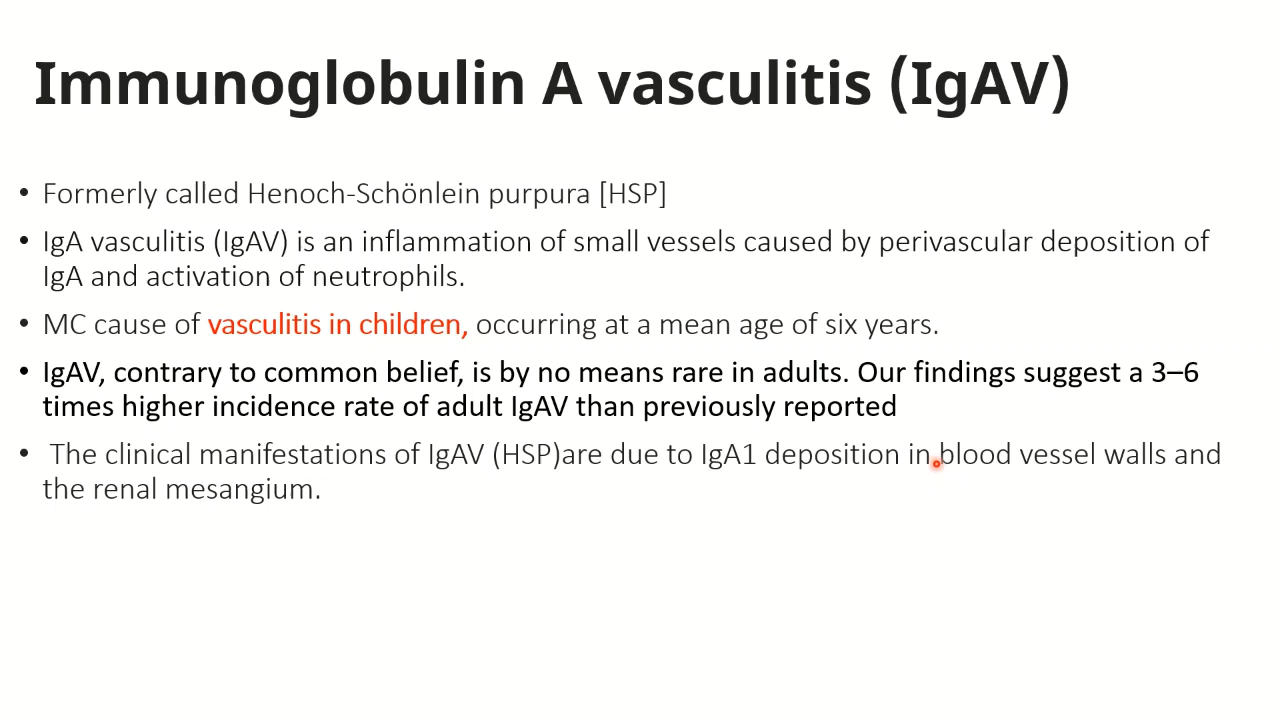 Immunoglobulin A vasculitis (IgAV)
• Formerly called Henoch-Schönlein purpura [HSP]
• IgA vasculitis (IgAV) is an inflammation of small vessels caused by perivascular deposition of
IgA and activation of neutrophils.
• MC cause of vasculitis in children, occurring at a mean age of six years.
• IgAV, contrary to common belief, is by no means rare in adults. Our findings suggest a 3–6
times higher incidence rate of adult IgAV than previously reported
• The clinical manifestations of IgAV (HSP)are due to IgA1 deposition in blood vessel walls and
the renal mesangium.